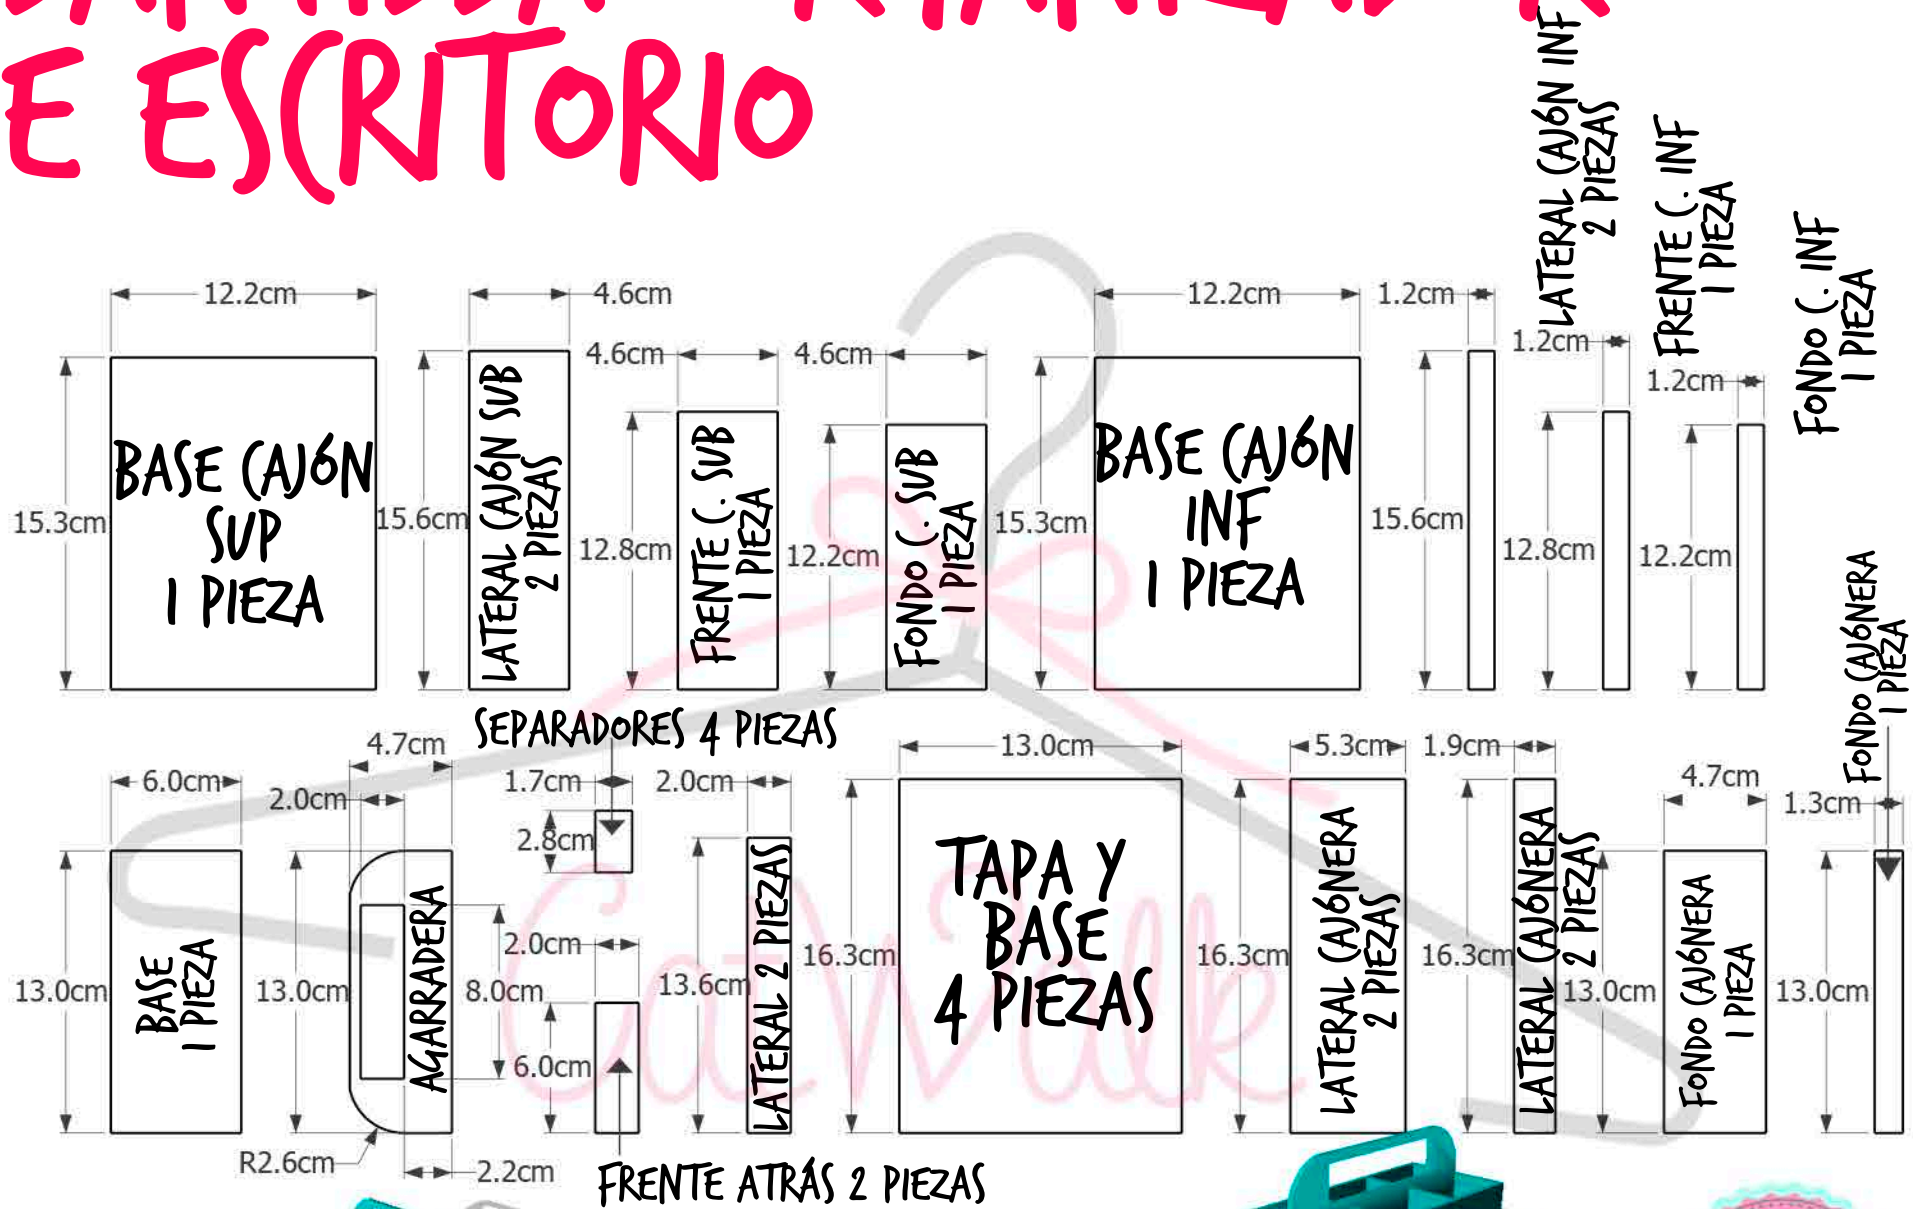 E ESCRITORIO
LATERAL CAJÓN INF
2 PIEZAS
FRENTE C. INF
1 PIEZA
FONDO C. INF
1 PIEZA
12.2cm
4.6cm
4.6cm
4.6cm
12.2cm
1.2cm
1.2cm
1.2cm
15.3cm
BASE CAJÓN
SUP
1 PIEZA
15.6cm
LATERAL CAJÓN SUB
2 PIEZAS
12.8cm
FRENTE C. SUB
1 PIEZA
12.2cm
FONDO C. SUB
1 PIEZA
15.3cm
BASE CAJÓN
INF
1 PIEZA
15.6cm
12.8cm
12.2cm
FONDO CAJÓNERA
1 PIEZA
SEPARADORES 4 PIEZAS
6.0cm
4.7cm
2.0cm
1.7cm
2.8cm
2.0cm
13.0cm
5.3cm
1.9cm
4.7cm
1.3cm
13.0cm
BASE
1 PIEZA
13.0cm
AGARRADERA
8.0cm
R2.6cm
2.2cm
2.0cm
6.0cm
FRENTE ATRÁS 2 PIEZAS
13.6cm
LATERAL 2 PIEZAS
16.3cm
TAPA Y
BASE
4 PIEZAS
16.3cm
LATERAL CAJÓNERA
2 PIEZAS
16.3cm
LATERAL CAJÓNERA
2 PIEZAS
13.0cm
FONDO CAJÓNERA
1 PIEZA
13.0cm
CatWalk